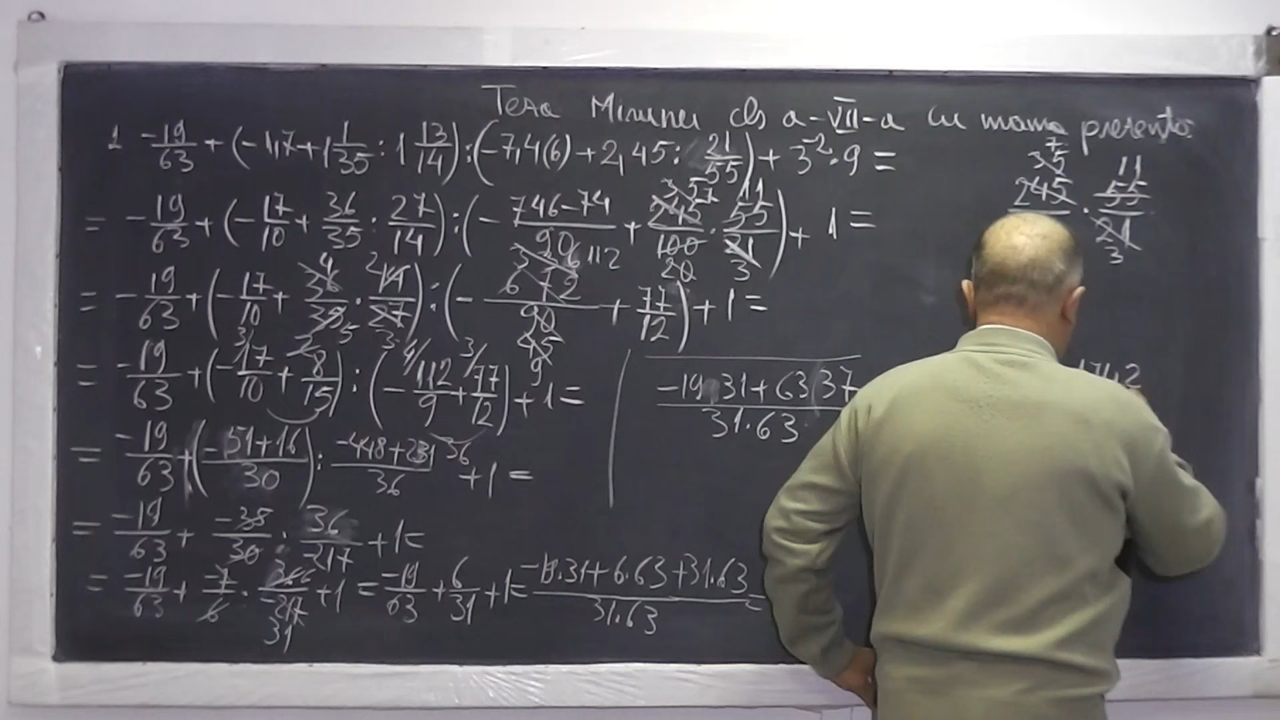 Teza Minunei cls a-VII-a cu mama prezentă
1 -19/63 + (-1,7 + 1 1/35 : 1 13/14) : (-7,4(6) + 2,45 : 21/55) + 3^-2 · 9 =
= -19/63 + (-17/10 + 36/35 : 27/14) : (- 746-74/90 + 245/100 · 55/21) + 1 =
= -19/63 + (-17/10 + 36/35 · 14/27) : (- 672/90 + 77/12) + 1 =
= -19/63 + (-17/10 + 8/15) : (- 112/9 + 77/12) + 1 =
= -19/63 + (-51+16/30) : -448+231/36 + 1 =
= -19/63 + -35/30 · 36/217 + 1 =
= -19/63 + -7/6 · 36/217 + 1 = -19/63 + 6/31 + 1 = -19·31+6·63+31·63/31·63 =
245/100 · 55/21
-19·31+63(37/31·63